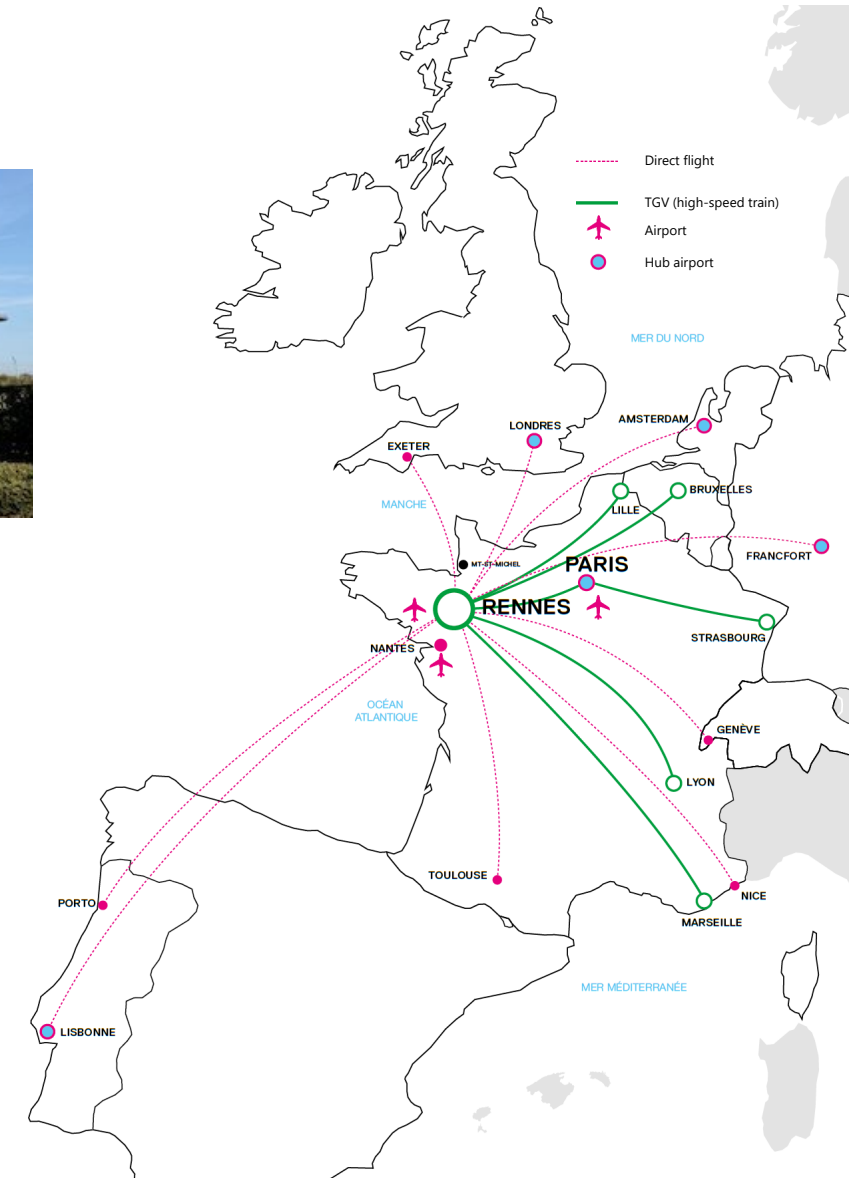 Direct flight
TGV (high-speed train)
Airport
Hub airport
MER DU NORD
LONDRES
AMSTERDAM
EXETER
BRUXELLES
MANCHE
LILLE
FRANCFORT
MT-ST-MICHEL
PARIS
RENNES
STRASBOURG
NANTES
OCÉAN
ATLANTIQUE
GENÈVE
LYON
TOULOUSE
NICE
PORTO
MARSEILLE
MER MÉDITERRANÉE
LISBONNE